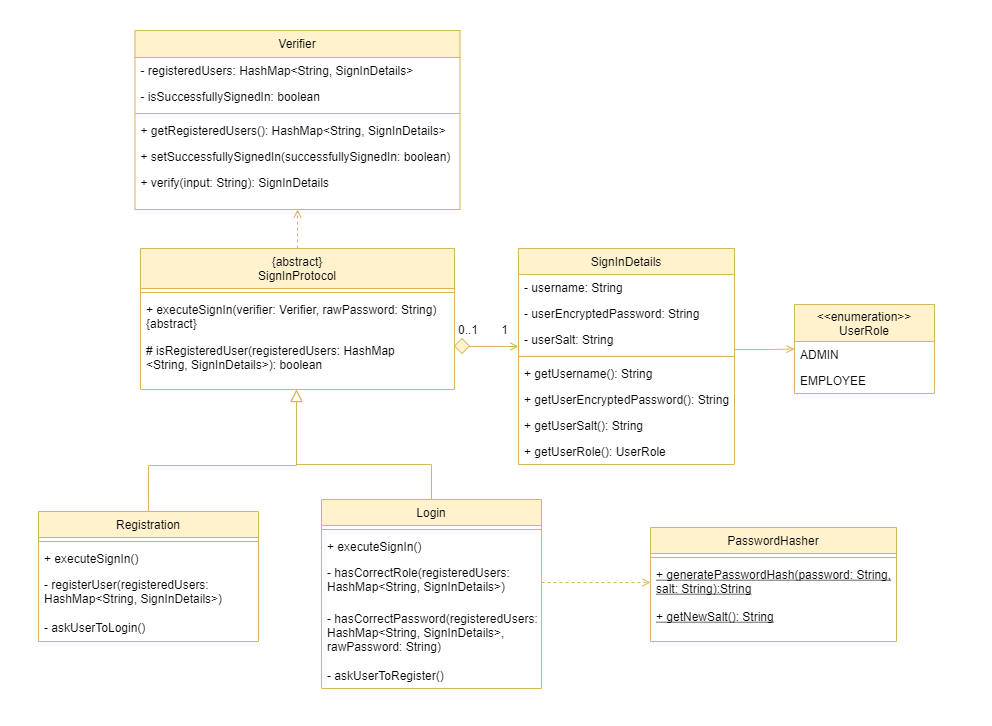 Verifier
- registeredUsers: HashMap<String, SignInDetails>
- isSuccessfullySignedIn: boolean
+ getRegisteredUsers(): HashMap<String, SignInDetails>
+ setSuccessfullySignedIn(successfullySignedIn: boolean)
+ verify(input: String): SignInDetails
{abstract}
SignInProtocol
+ executeSignIn(verifier: Verifier, rawPassword: String)
{abstract}
# isRegisteredUser(registeredUsers: HashMap
<String, SignInDetails>): boolean
0..1
1
SignInDetails
- username: String
- userEncryptedPassword: String
- userSalt: String
+ getUsername(): String
+ getUserEncryptedPassword(): String
+ getUserSalt(): String
+ getUserRole(): UserRole
<<enumeration>>
UserRole
ADMIN
EMPLOYEE
Registration
+ executeSignIn()
- registerUser(registeredUsers:
HashMap<String, SignInDetails>)
- askUserToLogin()
Login
+ executeSignIn()
- hasCorrectRole(registeredUsers:
HashMap<String, SignInDetails>)
- hasCorrectPassword(registeredUsers:
HashMap<String, SignInDetails>,
rawPassword: String)
- askUserToRegister()
PasswordHasher
+ generatePasswordHash(password: String,
salt: String):String
+ getNewSalt(): String